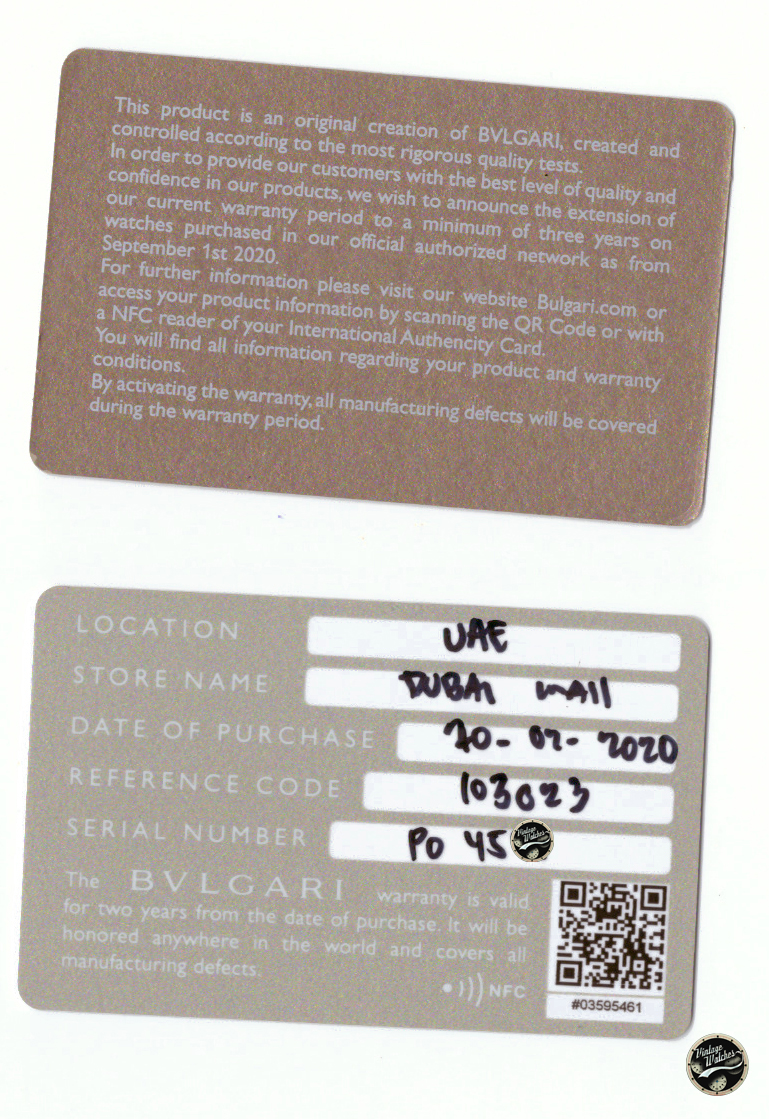 This product is an original creation of BVLGARI, created and
controlled according to the most rigorous quality tests.
In order to provide our customers with the best level of quality and
confidence in our products, we wish to announce the extension of
our current warranty period to a minimum of three years on
watches purchased in our official authorized network as from
September 1st 2020.
For further information please visit our website Bulgari.com or
access your product information by scanning the QR Code or with
a NFC reader of your International Authencity Card.
You will find all information regarding your product and warranty
conditions.
By activating the warranty, all manufacturing defects will be covered
during the warranty period.
LOCATION UAE
STORE NAME DUBAI mAll
DATE OF PURCHASE 20-02-2020
REFERENCE CODE 103023
SERIAL NUMBER Po 45 Vintage Watches
The BVLGARI warranty is valid
for two years from the date of purchase. It will be
honored anywhere in the world and covers all
manufacturing defects.
NFC
#03595461
Vintage
Watches